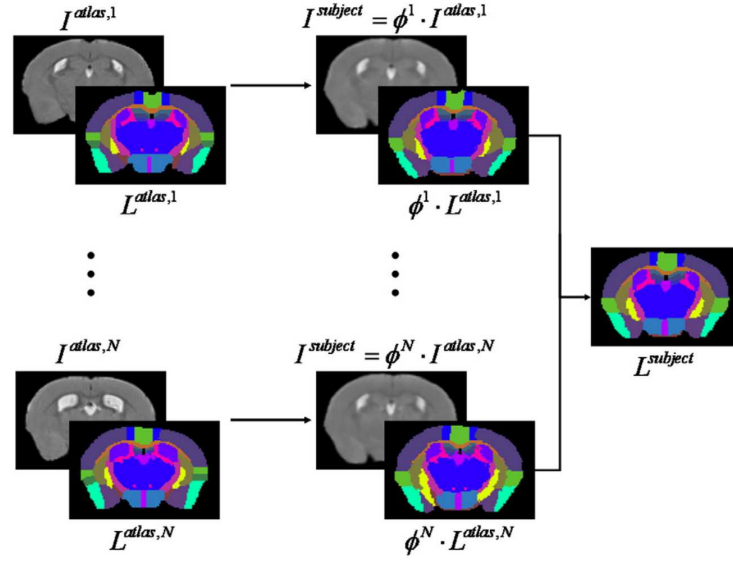 I^{atlas,1}
I^{subject} = ϕ^1 · I^{atlas,1}
L^{atlas,1}
ϕ^1 · L^{atlas,1}
I^{atlas,N}
I^{subject} = ϕ^N · I^{atlas,N}
L^{subject}
L^{atlas,N}
ϕ^N · L^{atlas,N}